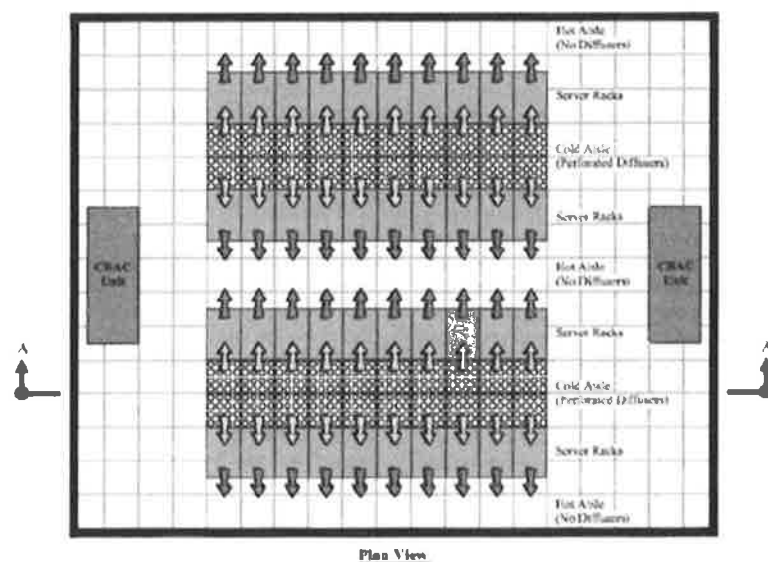 Hot Aisle
(No Diffusers)
Server Racks
Cold Aisle
(Perforated Diffusers)
Server Racks
CRAC
Unit
CRAC
Unit
Hot Aisle
(No Diffusers)
Server Racks
A
A
Cold Aisle
(Perforated Diffusers)
Server Racks
Hot Aisle
(No Diffusers)
Plan View